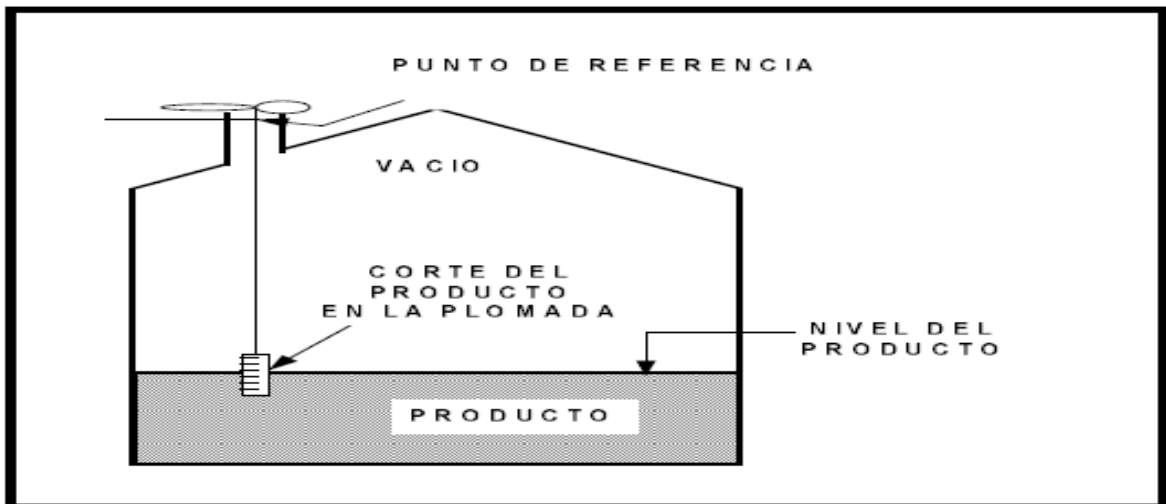 PUNTO DE REFERENCIA
VACIO
CORTE DEL
PRODUCTO
EN LA PLOMADA
NIVEL DEL
PRODUCTO
PRODUCTO